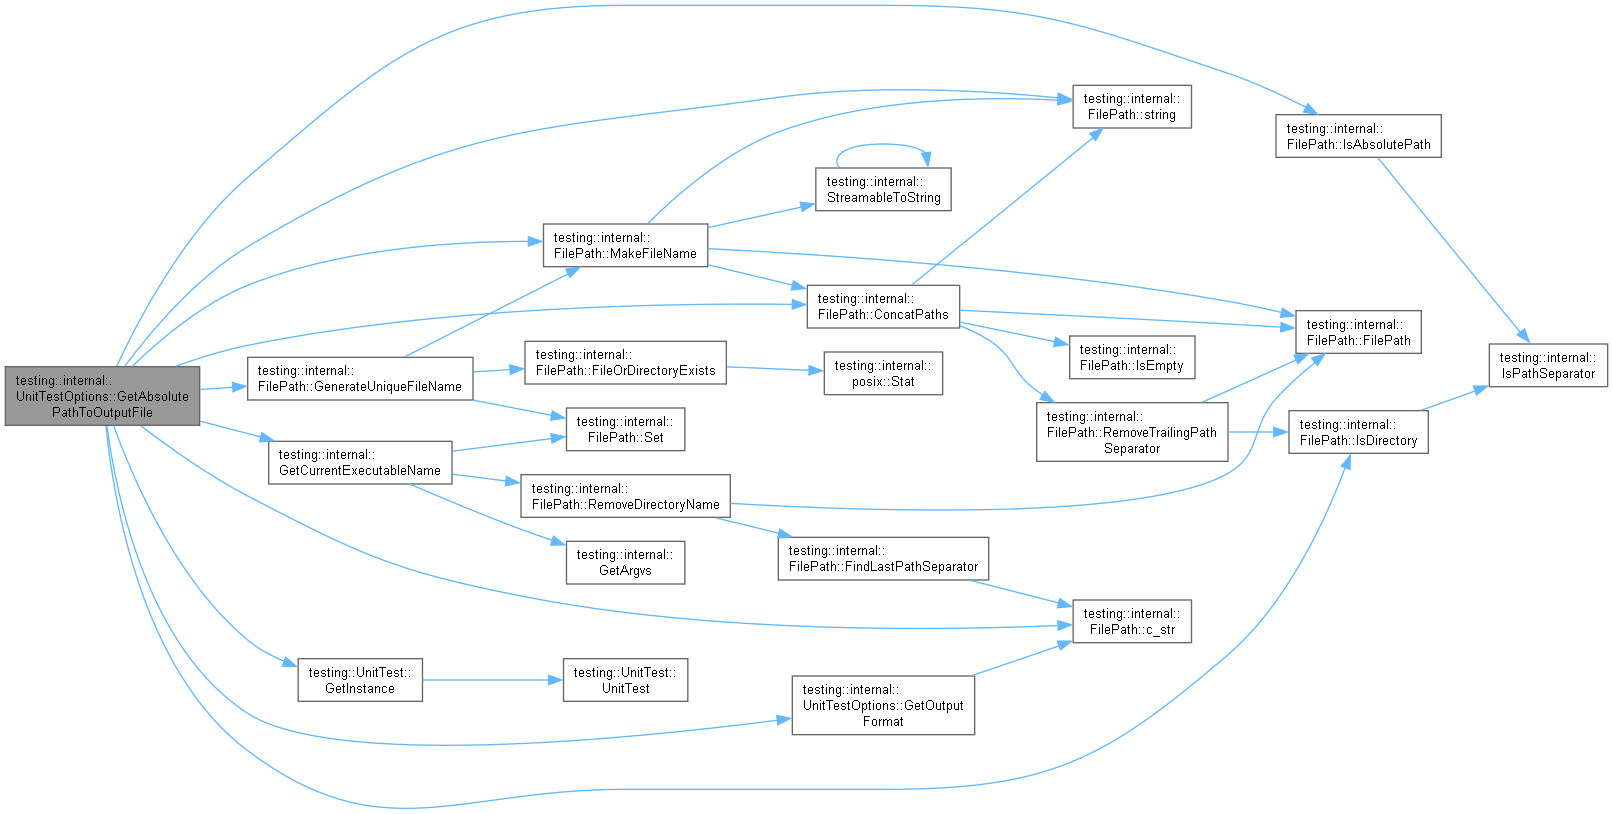 testing::internal::
UnitTestOptions::GetAbsolute
PathToOutputFile
testing::internal::
FilePath::GenerateUniqueFileName
testing::internal::
GetCurrentExecutableName
testing::UnitTest::
GetInstance
testing::internal::
FilePath::MakeFileName
testing::internal::
FilePath::FileOrDirectoryExists
testing::internal::
FilePath::Set
testing::internal::
FilePath::RemoveDirectoryName
testing::internal::
GetArgvs
testing::UnitTest::
UnitTest
testing::internal::
StreamableToString
testing::internal::
FilePath::ConcatPaths
testing::internal::
posix::Stat
testing::internal::
FilePath::FindLastPathSeparator
testing::internal::
UnitTestOptions::GetOutput
Format
testing::internal::
FilePath::string
testing::internal::
FilePath::IsEmpty
testing::internal::
FilePath::RemoveTrailingPath
Separator
testing::internal::
FilePath::c_str
testing::internal::
FilePath::IsAbsolutePath
testing::internal::
FilePath::FilePath
testing::internal::
FilePath::IsDirectory
testing::internal::
IsPathSeparator